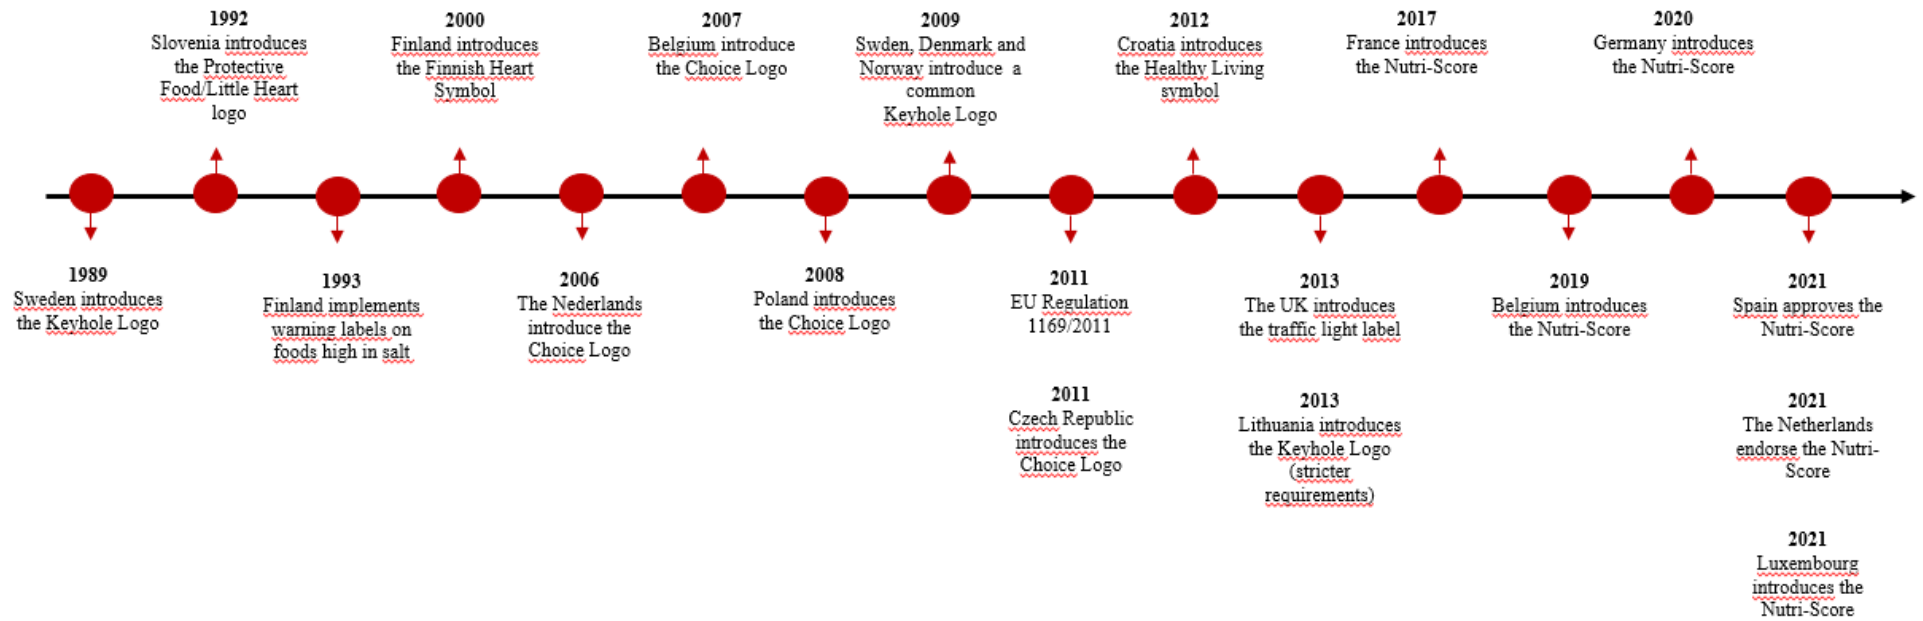 1992
Slovenia introduces
the Protective
Food/Little Heart
logo
2000
Finland introduces
the Finnish Heart
Symbol
2007
Belgium introduce
the Choice Logo
2009
Swden, Denmark and
Norway introduce a
common
Keyhole Logo
2012
Croatia introduces
the Healthy Living
symbol
2017
France introduces
the Nutri-Score
2020
Germany introduces
the Nutri-Score
1989
Sweden introduces
the Keyhole Logo
1993
Finland implements
warning labels on
foods high in salt
2006
The Nederlands
introduce the
Choice Logo
2008
Poland introduces
the Choice Logo
2011
EU Regulation
1169/2011
2011
Czech Republic
introduces the
Choice Logo
2013
The UK introduces
the traffic light label
2013
Lithuania introduces
the Keyhole Logo
(stricter
requirements)
2019
Belgium introduces
the Nutri-Score
2021
Spain approves the
Nutri-Score
2021
The Netherlands
endorse the Nutri-
Score
2021
Luxembourg
introduces the
Nutri-Score